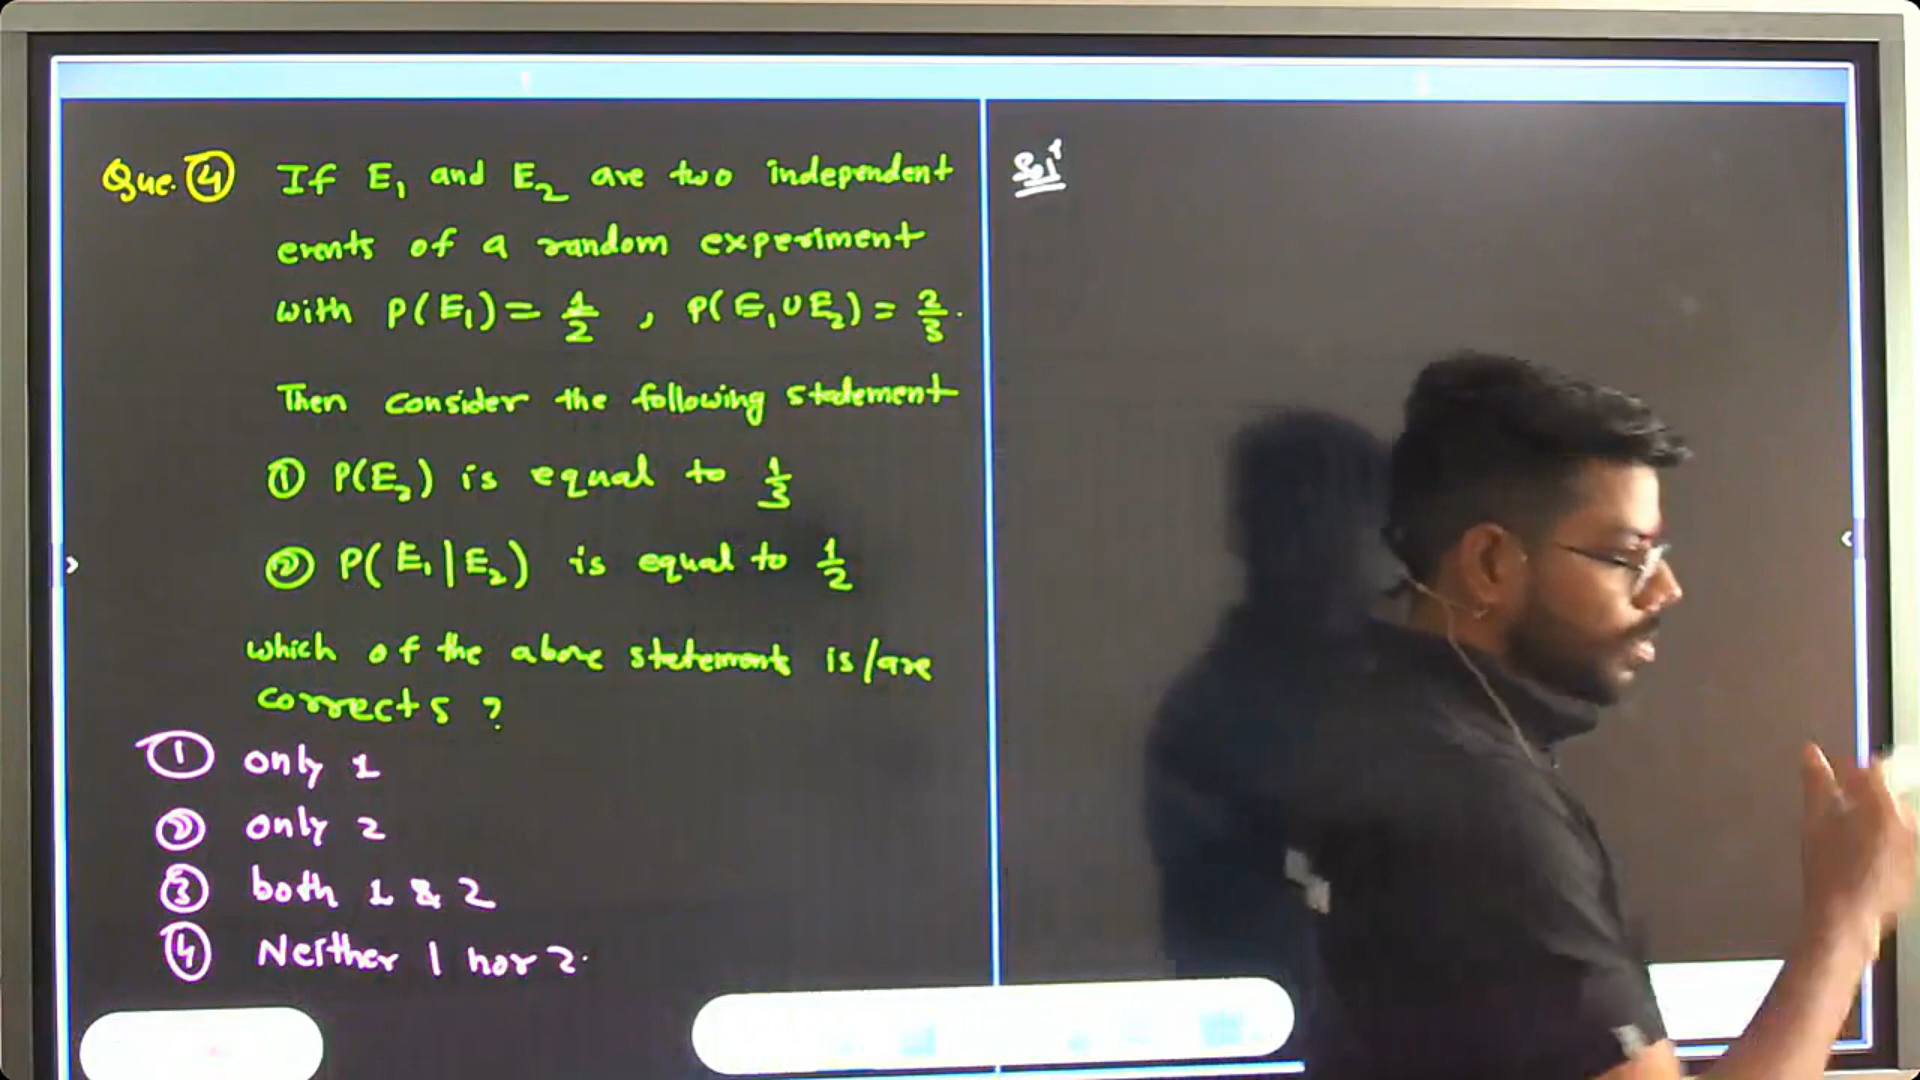 Que. ④ If E₁ and E₂ are two independent
events of a random experiment
with P(E₁) = 1/2 , P(E₁∪E₂) = 2/3.
Then consider the following statement
① P(E₂) is equal to 1/3
② P(E₁|E₂) is equal to 1/2
which of the above statements is/are
corrects ?
① only 1
② only 2
③ both 1 & 2
④ Neither 1 nor 2.
Solⁿ